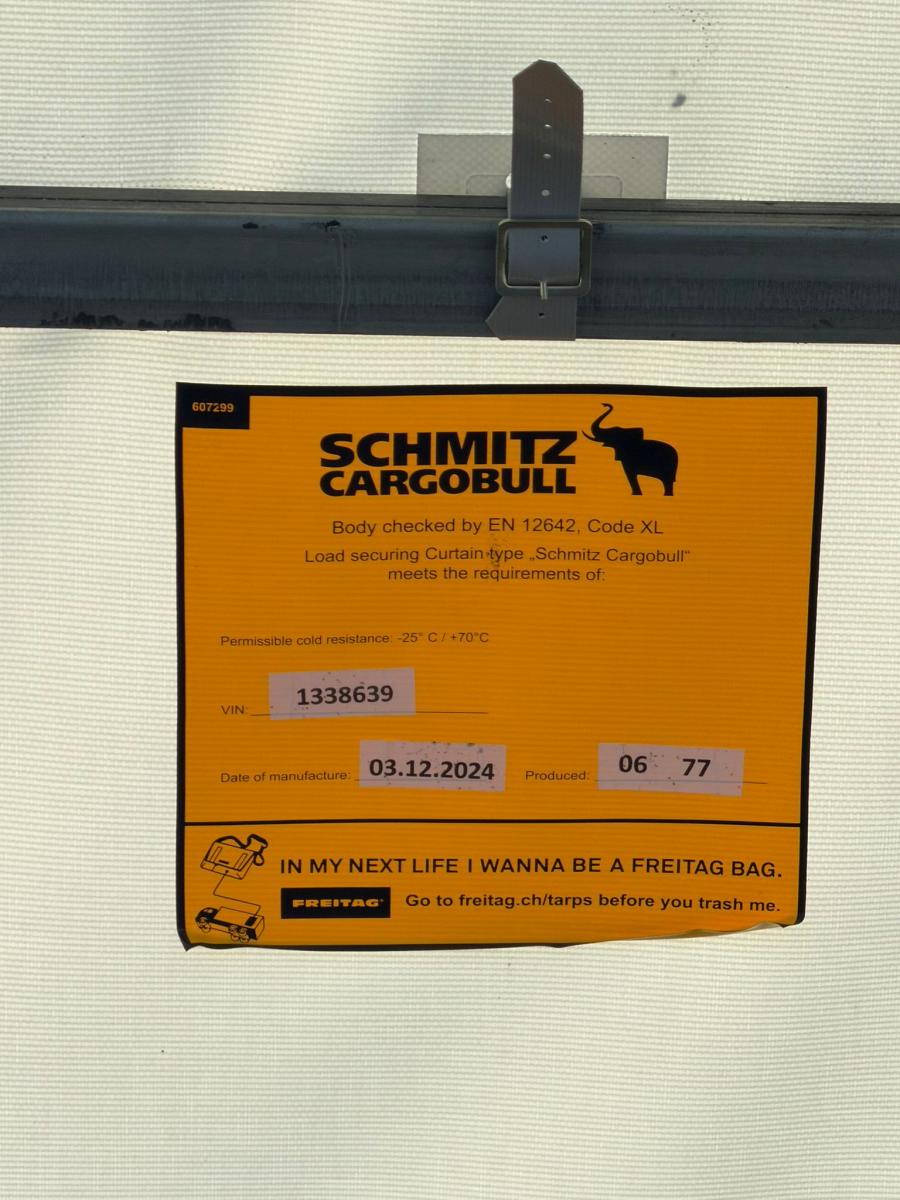 607299
SCHMITZ
CARGOBULL
Body checked by EN 12642, Code XL
Load securing Curtain type „Schmitz Cargobull“
meets the requirements of:
Permissible cold resistance: -25° C / +70°C
VIN: 1338639
Date of manufacture: 03.12.2024 Produced: 06 77
IN MY NEXT LIFE I WANNA BE A FREITAG BAG.
FREITAG® Go to freitag.ch/tarps before you trash me.